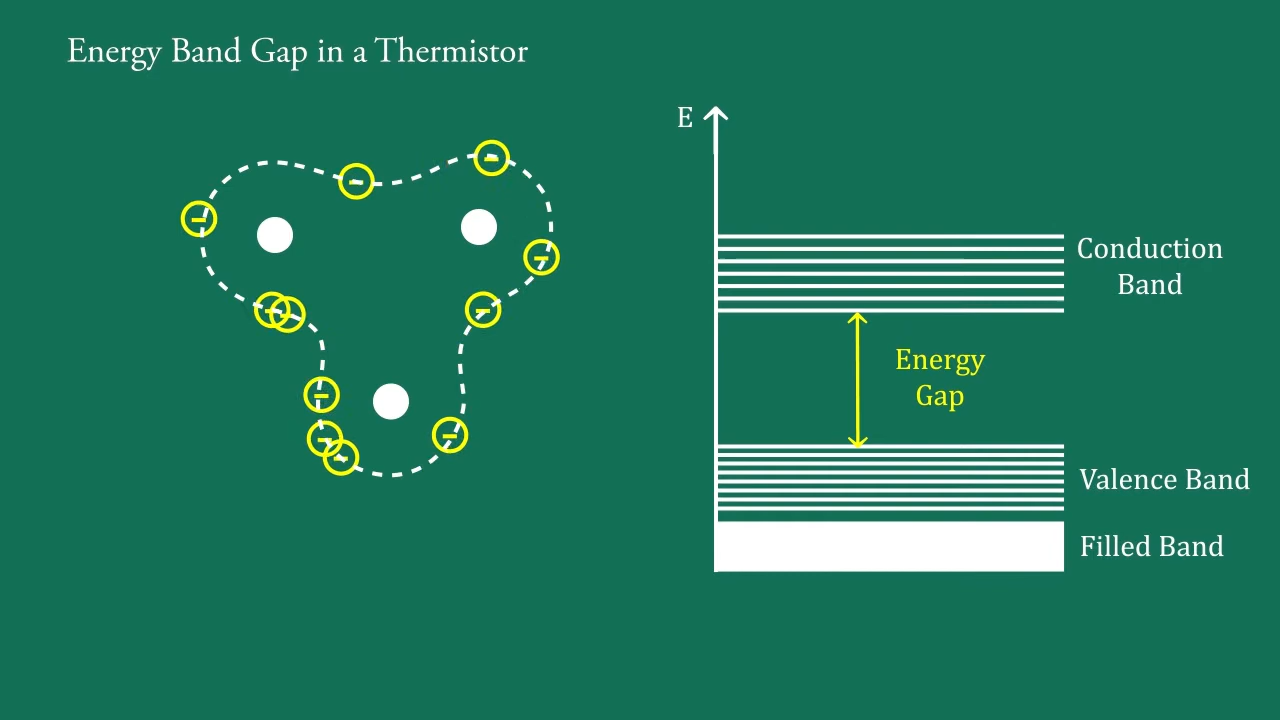 Energy Band Gap in a Thermistor
E
Conduction
Band
Energy
Gap
Valence Band
Filled Band